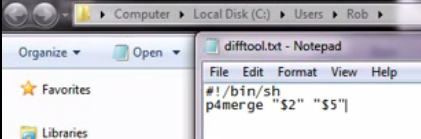 Computer ▸ Local Disk (C:) ▸ Users ▸ Rob ▸
Organize ▾ Open ▾
difftool.txt - Notepad
File Edit Format View Help
Favorites
#!/bin/sh
p4merge "$2" "$5"
Libraries